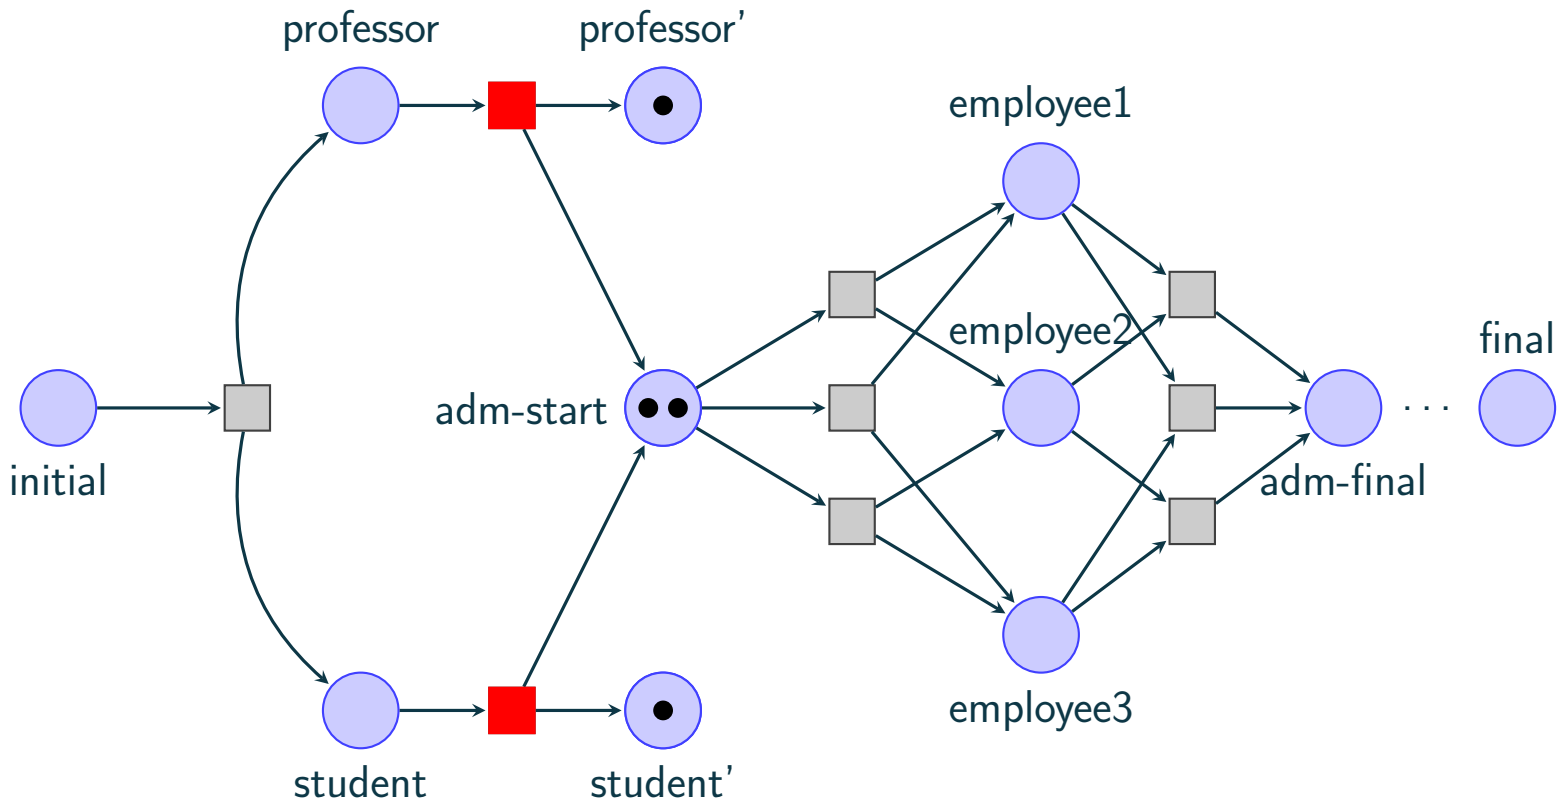 professor
professor'
employee1
employee2
final
adm-start
initial
adm-final
...
employee3
student
student'